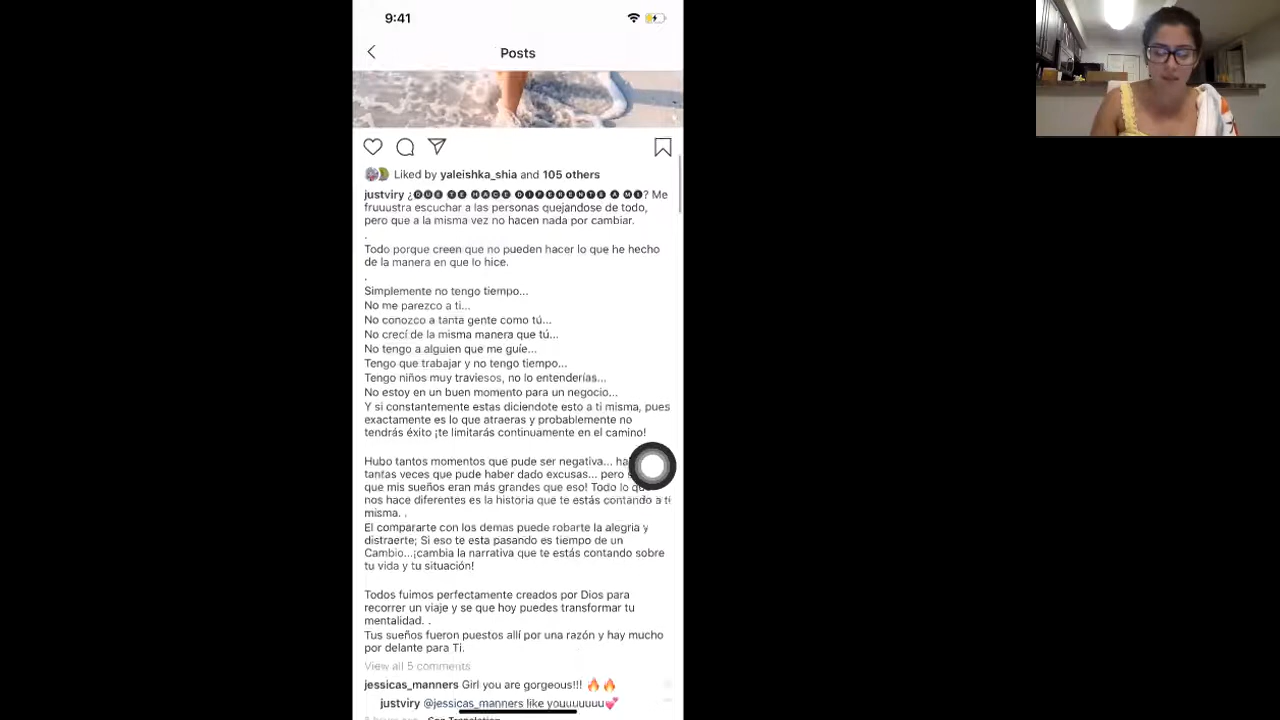 9:41
Posts
Liked by yaleishka_shia and 105 others
justviry ¿🅠🅤🅔 🅣🅔 🅗🅐🅒🅔 🅓🅘🅕🅔🅡🅔🅝🅣🅔 🅐 🅜🅘? Me
fruuustra escuchar a las personas quejandose de todo,
pero que a la misma vez no hacen nada por cambiar.
.
Todo porque creen que no pueden hacer lo que he hecho
de la manera en que lo hice.
.
Simplemente no tengo tiempo...
No me parezco a ti...
No conozco a tanta gente como tú...
No crecí de la misma manera que tú...
No tengo a alguien que me guíe...
Tengo que trabajar y no tengo tiempo...
Tengo niños muy traviesos, no lo entenderías...
No estoy en un buen momento para un negocio...
Y si constantemente estas diciendote esto a ti misma, pues
exactamente es lo que atraeras y probablemente no
tendrás éxito ¡te limitarás continuamente en el camino!
Hubo tantos momentos que pude ser negativa...
tantas veces que pude haber dado excusas... pero
que mis sueños eran más grandes que eso! Todo lo que
nos hace diferentes es la historia que te estás contando a ti
misma. .
El compararte con los demas puede robarte la alegria y
distraerte; Si eso te esta pasando es tiempo de un
Cambio...¡cambia la narrativa que te estás contando sobre
tu vida y tu situación!
Todos fuimos perfectamente creados por Dios para
recorrer un viaje y se que hoy puedes transformar tu
mentalidad. .
Tus sueños fueron puestos allí por una razón y hay mucho
por delante para Ti.
View all 5 comments
jessicas_manners Girl you are gorgeous!!! 🔥🔥
justviry @jessicas_manners like youuuuuuu💕
See Translation